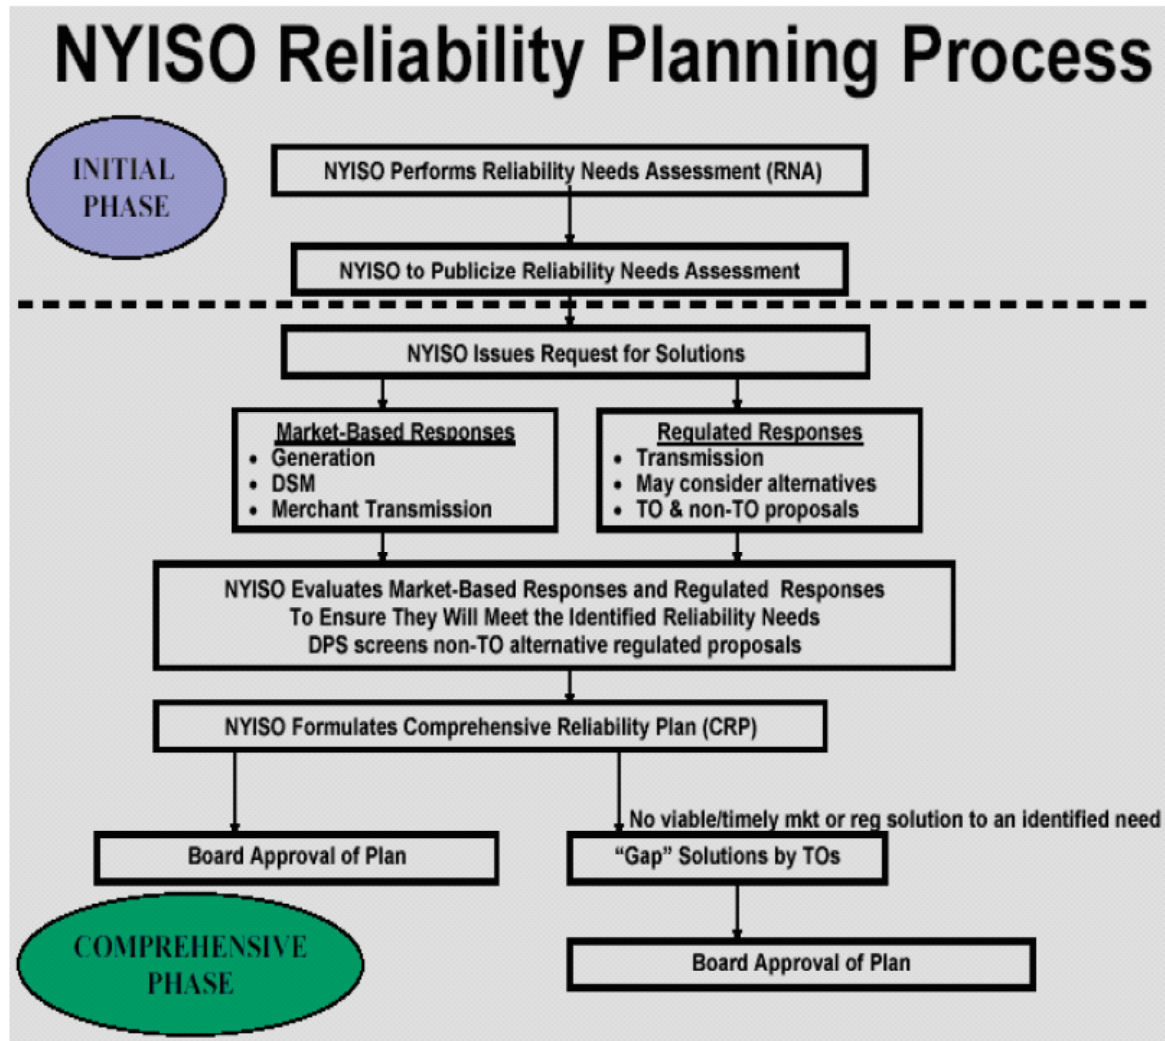 NYISO Reliability Planning Process
INITIAL
PHASE
NYISO Performs Reliability Needs Assessment (RNA)
NYISO to Publicize Reliability Needs Assessment
NYISO Issues Request for Solutions
Market-Based Responses
• Generation
• DSM
• Merchant Transmission
Regulated Responses
• Transmission
• May consider alternatives
• TO & non-TO proposals
NYISO Evaluates Market-Based Responses and Regulated Responses
To Ensure They Will Meet the Identified Reliability Needs
DPS screens non-TO alternative regulated proposals
NYISO Formulates Comprehensive Reliability Plan (CRP)
No viable/timely mkt or reg solution to an identified need
Board Approval of Plan
“Gap” Solutions by TOs
COMPREHENSIVE
PHASE
Board Approval of Plan